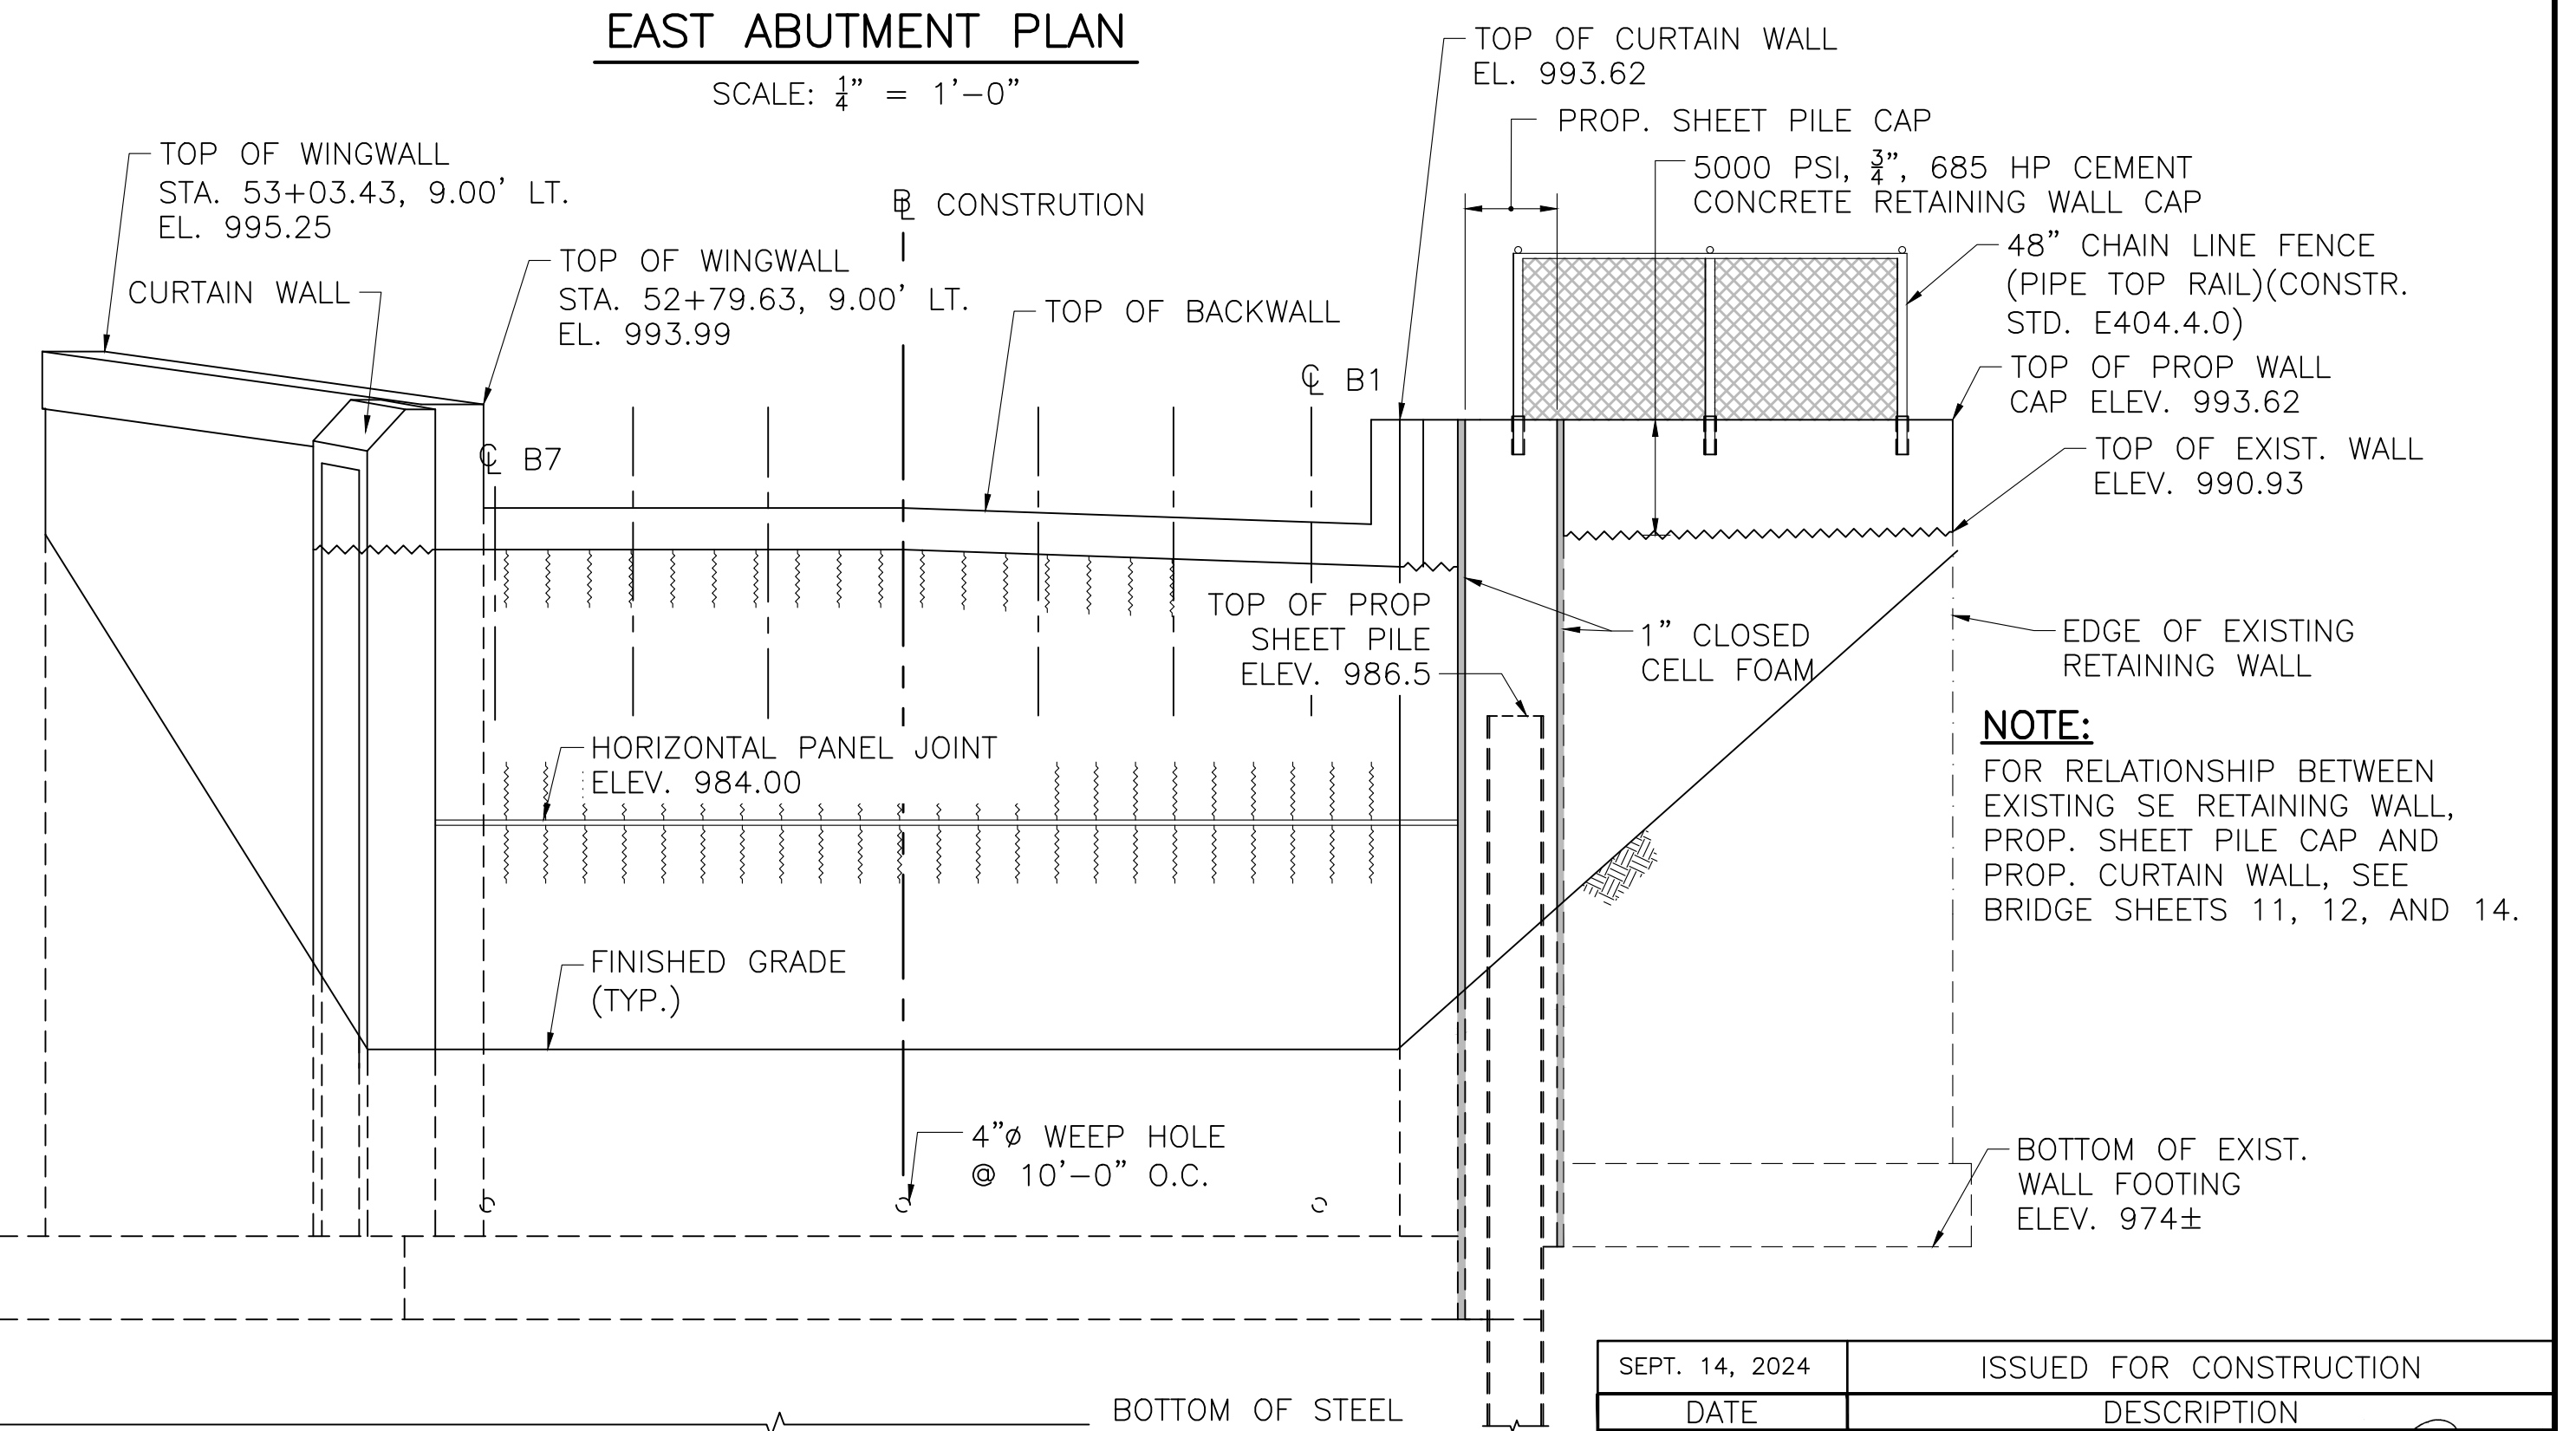 EAST ABUTMENT PLAN
SCALE: 1/4" = 1'-0"
TOP OF CURTAIN WALL
EL. 993.62
PROP. SHEET PILE CAP
5000 PSI, 3/4", 685 HP CEMENT
CONCRETE RETAINING WALL CAP
TOP OF WINGWALL
STA. 53+03.43, 9.00' LT.
EL. 995.25
CURTAIN WALL
TOP OF WINGWALL
STA. 52+79.63, 9.00' LT.
EL. 993.99
BL CONSTRUTION
TOP OF BACKWALL
48" CHAIN LINE FENCE
(PIPE TOP RAIL)(CONSTR.
STD. E404.4.0)
TOP OF PROP WALL
CAP ELEV. 993.62
TOP OF EXIST. WALL
ELEV. 990.93
℄ B1
℄ B7
TOP OF PROP
SHEET PILE
ELEV. 986.5
1" CLOSED
CELL FOAM
EDGE OF EXISTING
RETAINING WALL
HORIZONTAL PANEL JOINT
ELEV. 984.00
NOTE:
FOR RELATIONSHIP BETWEEN
EXISTING SE RETAINING WALL,
PROP. SHEET PILE CAP AND
PROP. CURTAIN WALL, SEE
BRIDGE SHEETS 11, 12, AND 14.
FINISHED GRADE
(TYP.)
4"ø WEEP HOLE
@ 10'-0" O.C.
BOTTOM OF EXIST.
WALL FOOTING
ELEV. 974±
BOTTOM OF STEEL
SEPT. 14, 2024 ISSUED FOR CONSTRUCTION
DATE DESCRIPTION